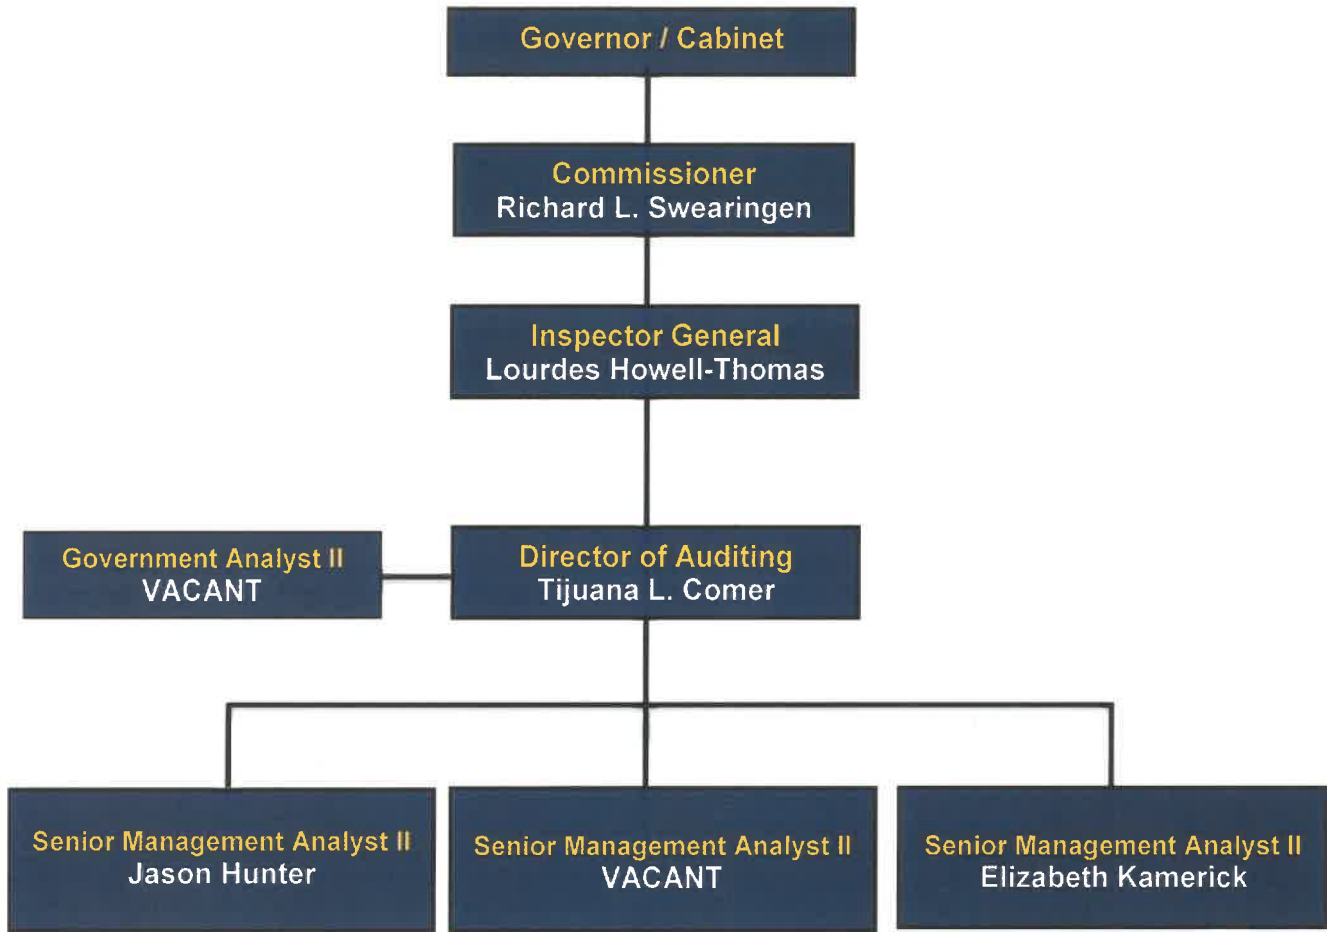 Governor / Cabinet
Commissioner
Richard L. Swearingen
Inspector General
Lourdes Howell-Thomas
Government Analyst II
VACANT
Director of Auditing
Tijuana L. Comer
Senior Management Analyst II
Jason Hunter
Senior Management Analyst II
VACANT
Senior Management Analyst II
Elizabeth Kamerick